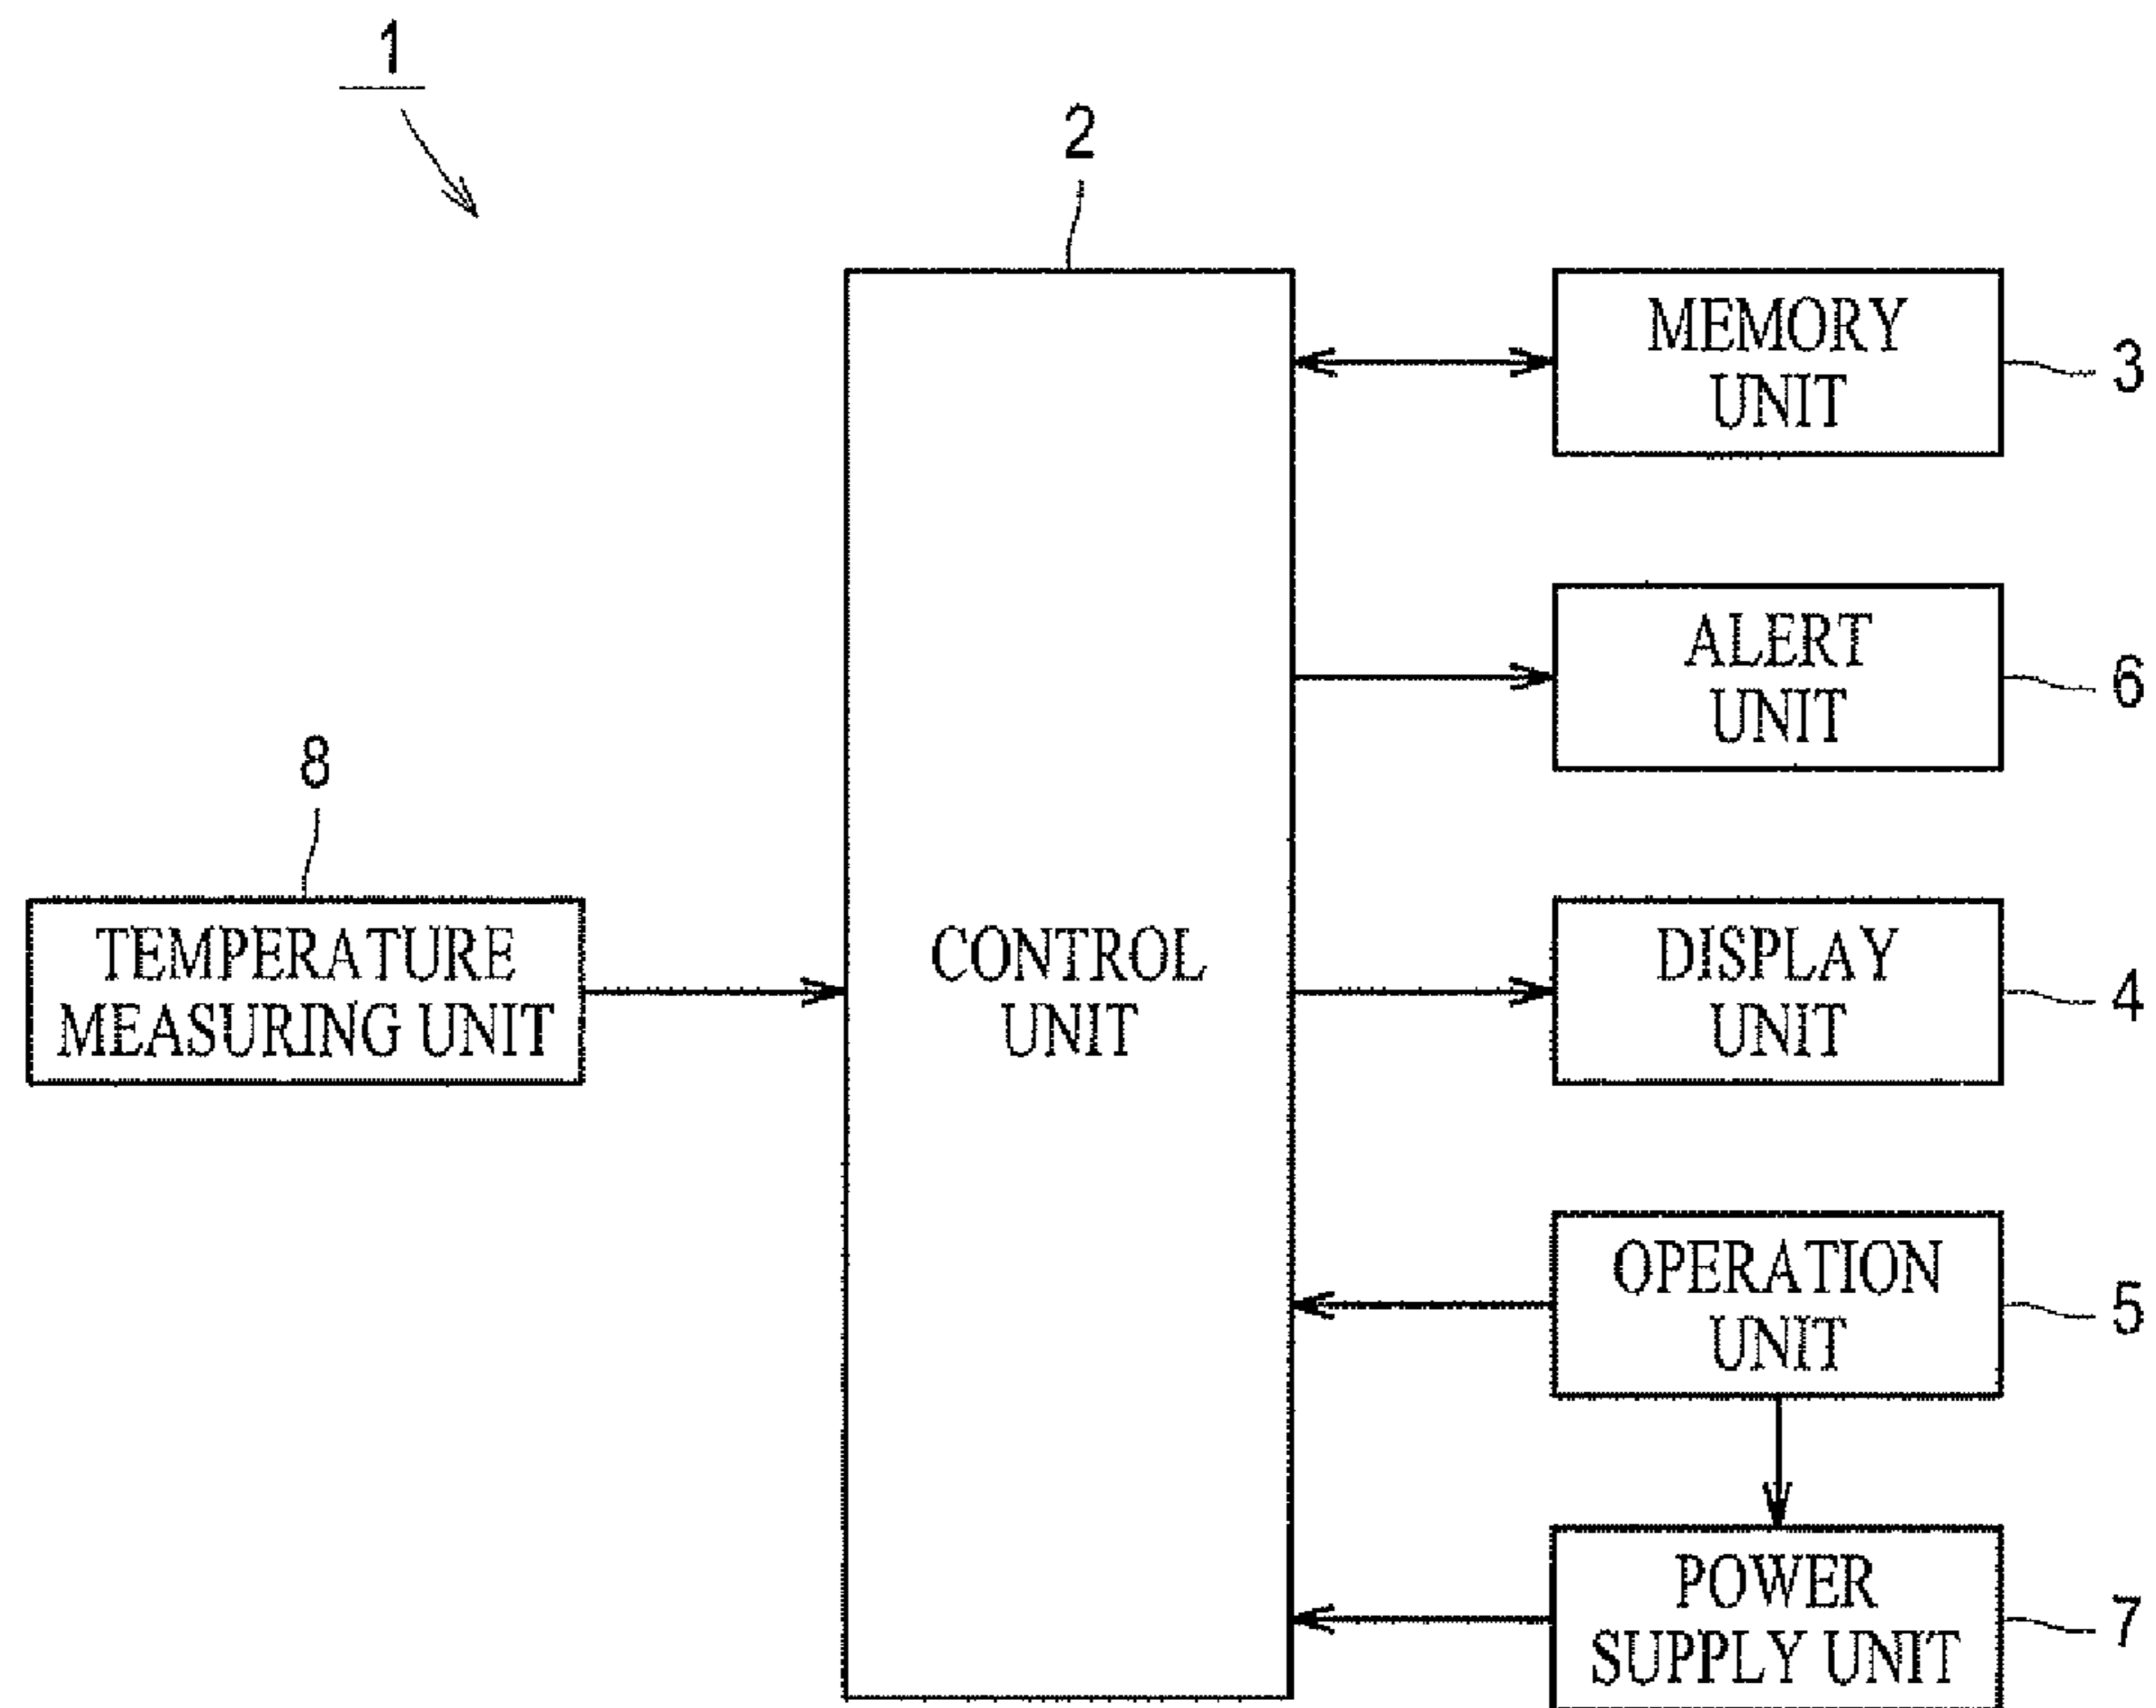 1
2
MEMORY
UNIT
3
ALERT
UNIT
6
8
TEMPERATURE
MEASURING UNIT
CONTROL
UNIT
DISPLAY
UNIT
4
OPERATION
UNIT
5
POWER
SUPPLY UNIT
7